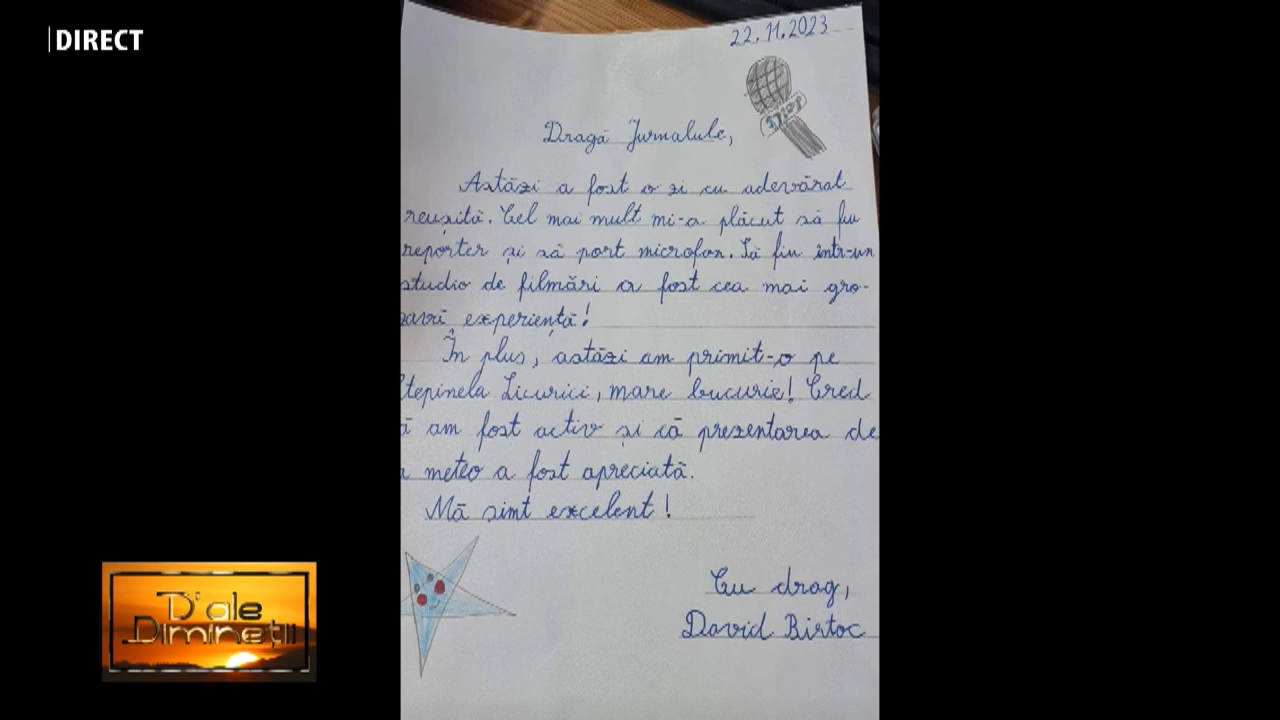 DIRECT
22.11.2023
Dragă Jurnalule,
Astăzi a fost o zi cu adevărat
reușită. Cel mai mult mi-a plăcut să fiu
reporter și să port microfon. Să fiu într-un
studio de filmări a fost cea mai gro-
zavă experiență!
În plus, astăzi am primit-o pe
Stepinela Licurici, mare bucurie! Cred
ă am fost activ și că prezentarea de
a meteo a fost apreciată.
Mă simt excelent!
Cu drag,
David Birtoc
D'ale
Dimineții